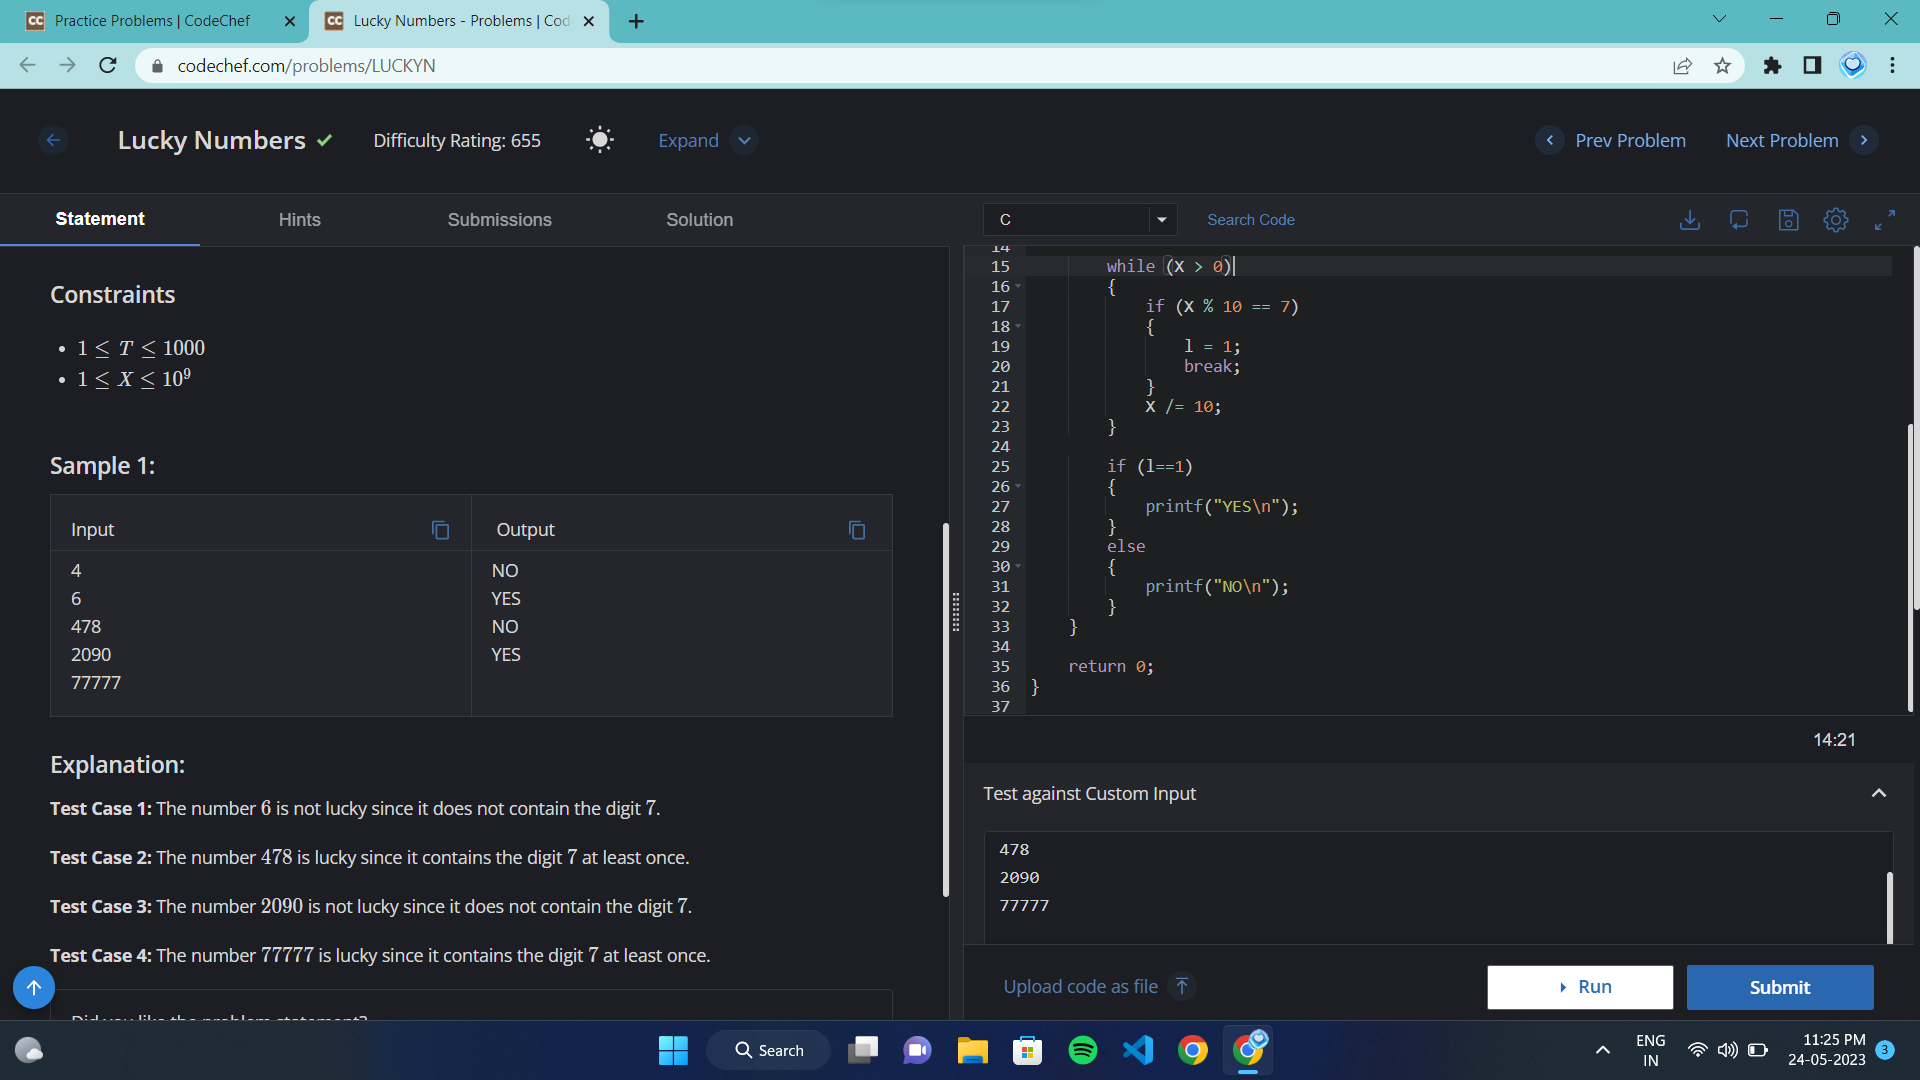 Practice Problems | CodeChef
Lucky Numbers - Problems | Cod
codechef.com/problems/LUCKYN
Lucky Numbers
Difficulty Rating: 655
Expand
Prev Problem
Next Problem
Statement
Hints
Submissions
Solution
C
Search Code
Constraints
1 ≤ T ≤ 1000
1 ≤ X ≤ 10^9
Sample 1:
Input
Output
4
6
478
2090
77777
NO
YES
NO
YES
Explanation:
Test Case 1: The number 6 is not lucky since it does not contain the digit 7.
Test Case 2: The number 478 is lucky since it contains the digit 7 at least once.
Test Case 3: The number 2090 is not lucky since it does not contain the digit 7.
Test Case 4: The number 77777 is lucky since it contains the digit 7 at least once.
Did you like the problem statement?
14
15 while (X > 0)
16 {
17 if (X % 10 == 7)
18 {
19 l = 1;
20 break;
21 }
22 X /= 10;
23 }
24
25 if (l==1)
26 {
27 printf("YES\n");
28 }
29 else
30 {
31 printf("NO\n");
32 }
33 }
34
35 return 0;
36 }
37
14:21
Test against Custom Input
478
2090
77777
Upload code as file
Run
Submit
Search
ENG
IN
11:25 PM
24-05-2023
3